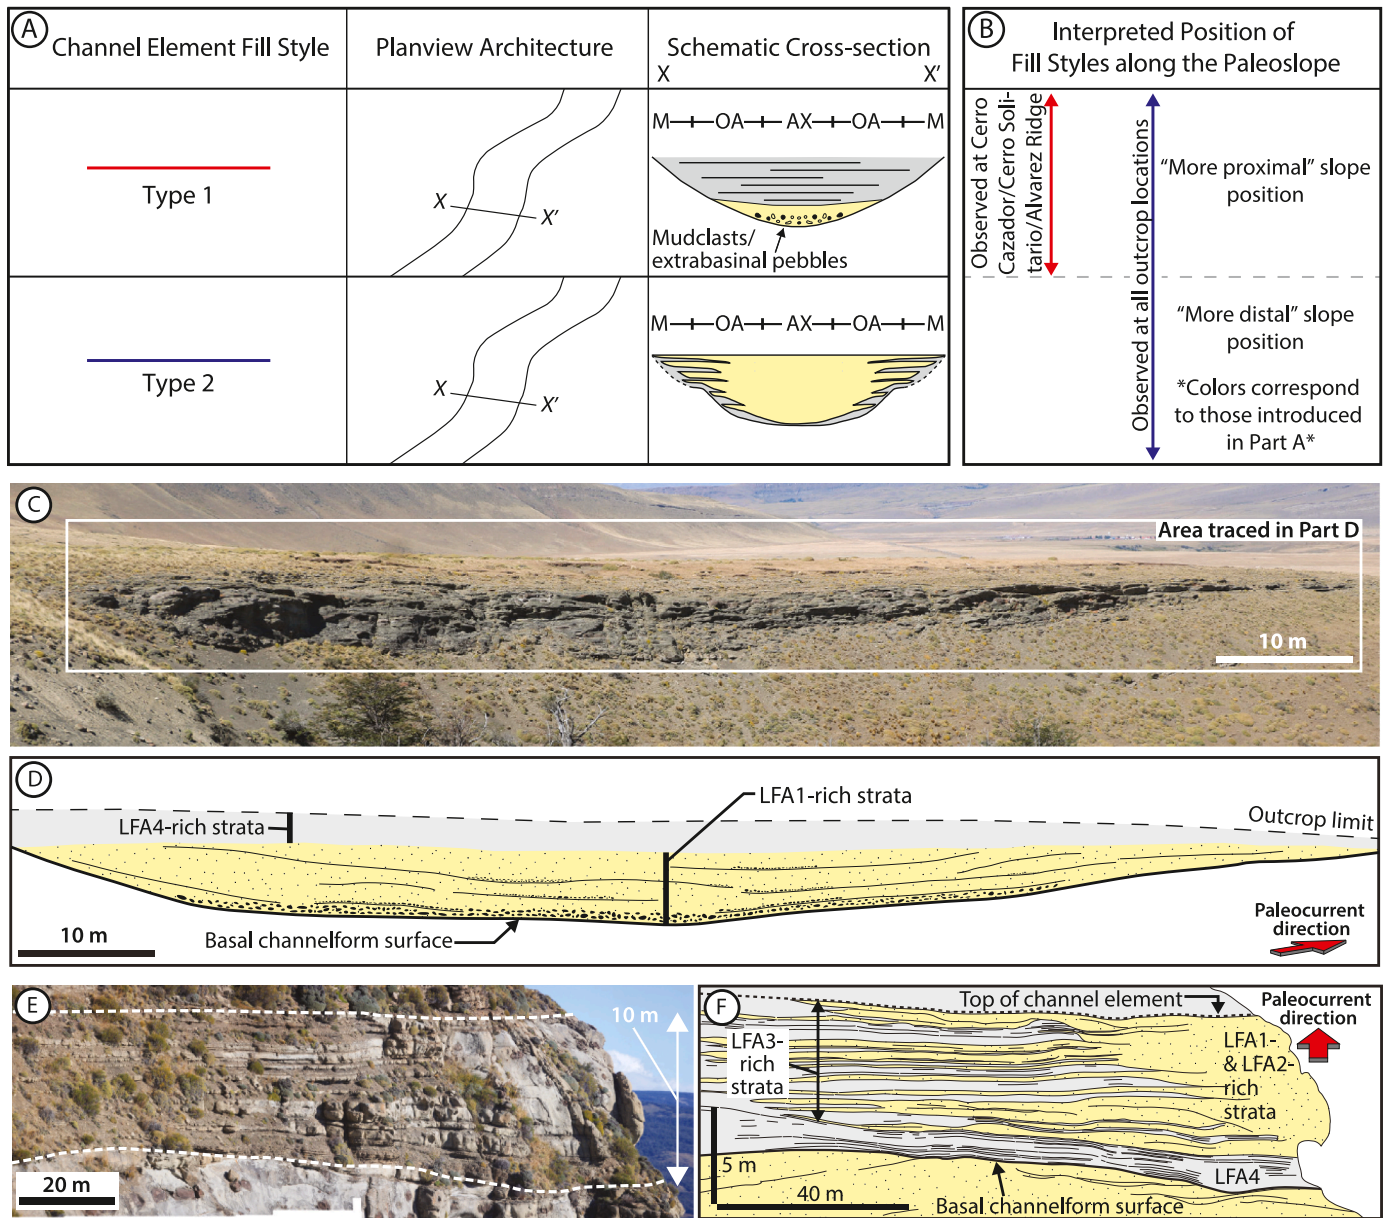 A
Channel Element Fill Style
Planview Architecture
Schematic Cross-section
X X'
Type 1
X
X'
M OA AX OA M
Mudclasts/
extrabasinal pebbles
Type 2
X
X'
M OA AX OA M
B
Interpreted Position of
Fill Styles along the Paleoslope
Observed at Cerro
Cazador/Cerro Soli-
tario/Alvarez Ridge
Observed at all outcrop locations
"More proximal" slope
position
"More distal" slope
position
*Colors correspond
to those introduced
in Part A*
C
Area traced in Part D
10 m
D
LFA1-rich strata
LFA4-rich strata
Outcrop limit
Basal channelform surface
10 m
Paleocurrent
direction
E
10 m
20 m
F
Top of channel element
Paleocurrent
direction
LFA3-
rich
strata
LFA1-
& LFA2-
rich
strata
5 m
40 m
LFA4
Basal channelform surface